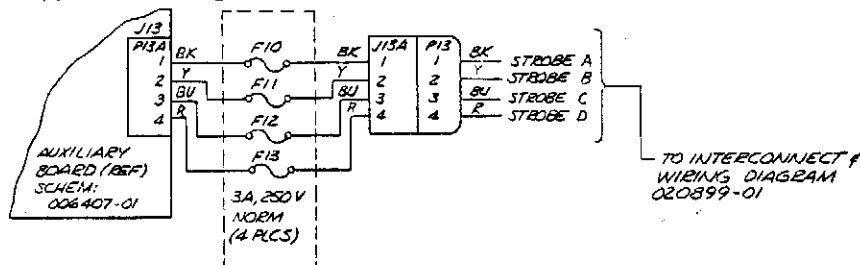 J13
P13A
1 BK
2 Y
3 BU
4 R
AUXILIARY
BOARD (REF)
SCHEM:
006407-01
F10
F11
F12
F13
3A, 250V
NORM
(4 PLCS)
BK
Y
BU
R
J13A P13
1 1
2 2
3 3
4 4
BK STROBE A
Y STROBE B
BU STROBE C
R STROBE D
TO INTERCONNECT &
WIRING DIAGRAM
020899-01